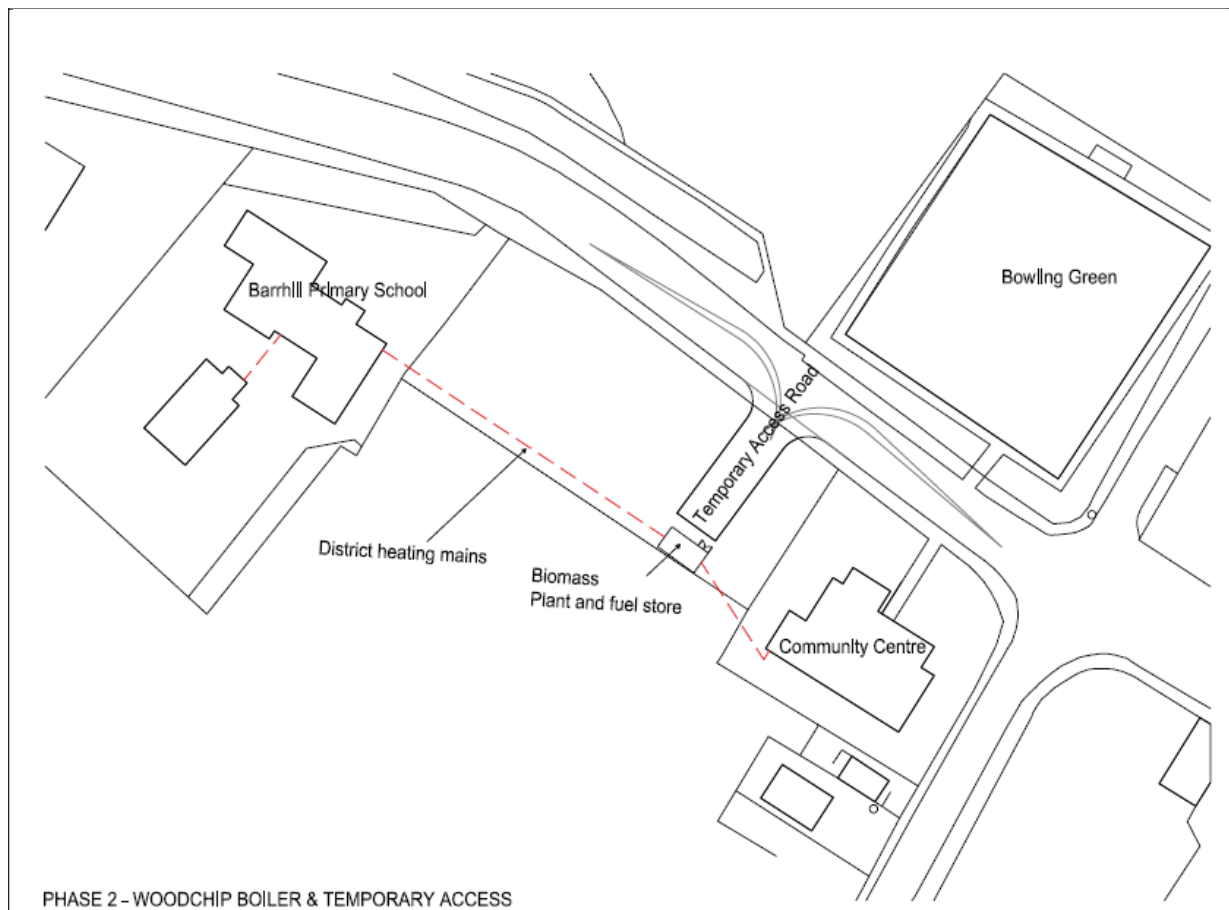 Bowling Green
Barrhill Primary School
Temporary Access Road
District heating mains
Biomass
Plant and fuel store
Community Centre
PHASE 2 - WOODCHIP BOILER & TEMPORARY ACCESS